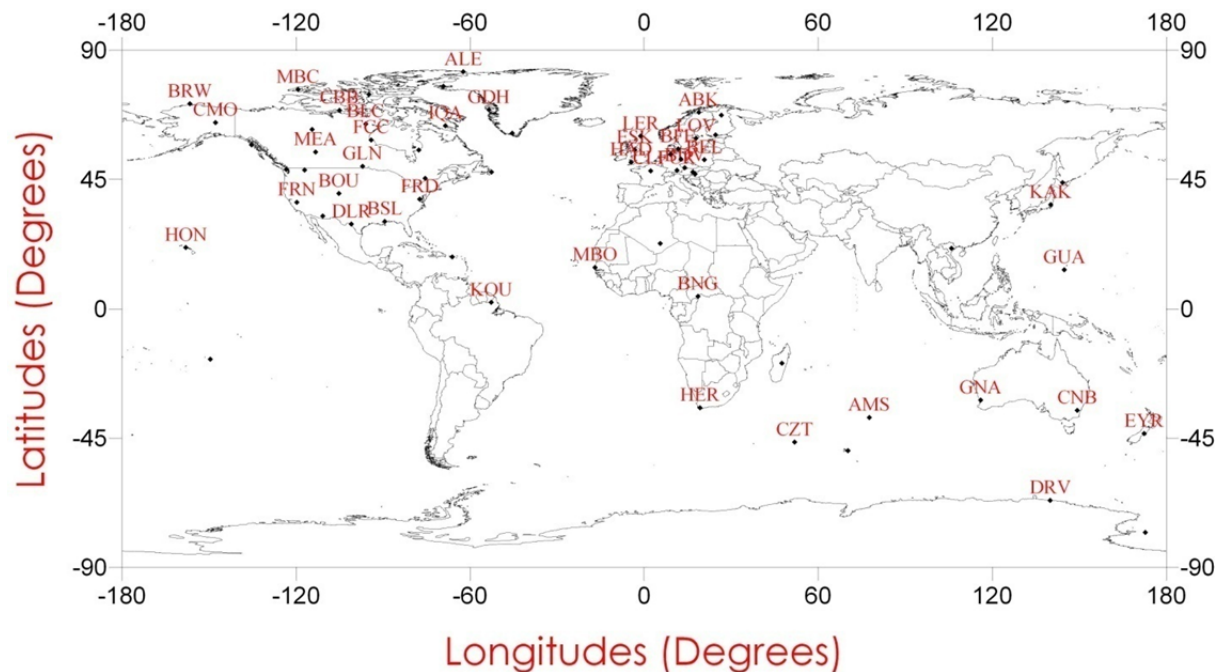 -180 -120 -60 0 60 120 180
90 90
ALE
MBC
BRW
CBB
GDH
ABK
CMO
BLC
IQA
LER
LOV
FCC
ESK
MEA
GLN
HAD
BEL
FRN
BOU
FRD
KAK
DLR
BSL
45 45
HON
MBO
GUA
KOU
BNG
0 0
HER
AMS
GNA
CNB
CZT
EYR
-45 -45
DRV
-90 -90
-180 -120 -60 0 60 120 180
Latitudes (Degrees)
Longitudes (Degrees)